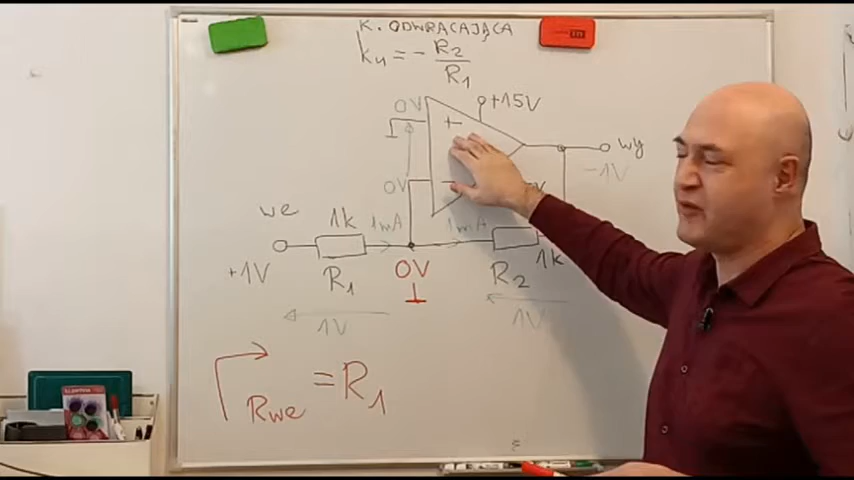 K. ODWRACAJĄCA
ku = - R2
R1
0V + +15V
wy
0V
-1V
we 1k 1mA 1mA
+1V R1 0V R2 1k
1V 1V
Rwe = R1